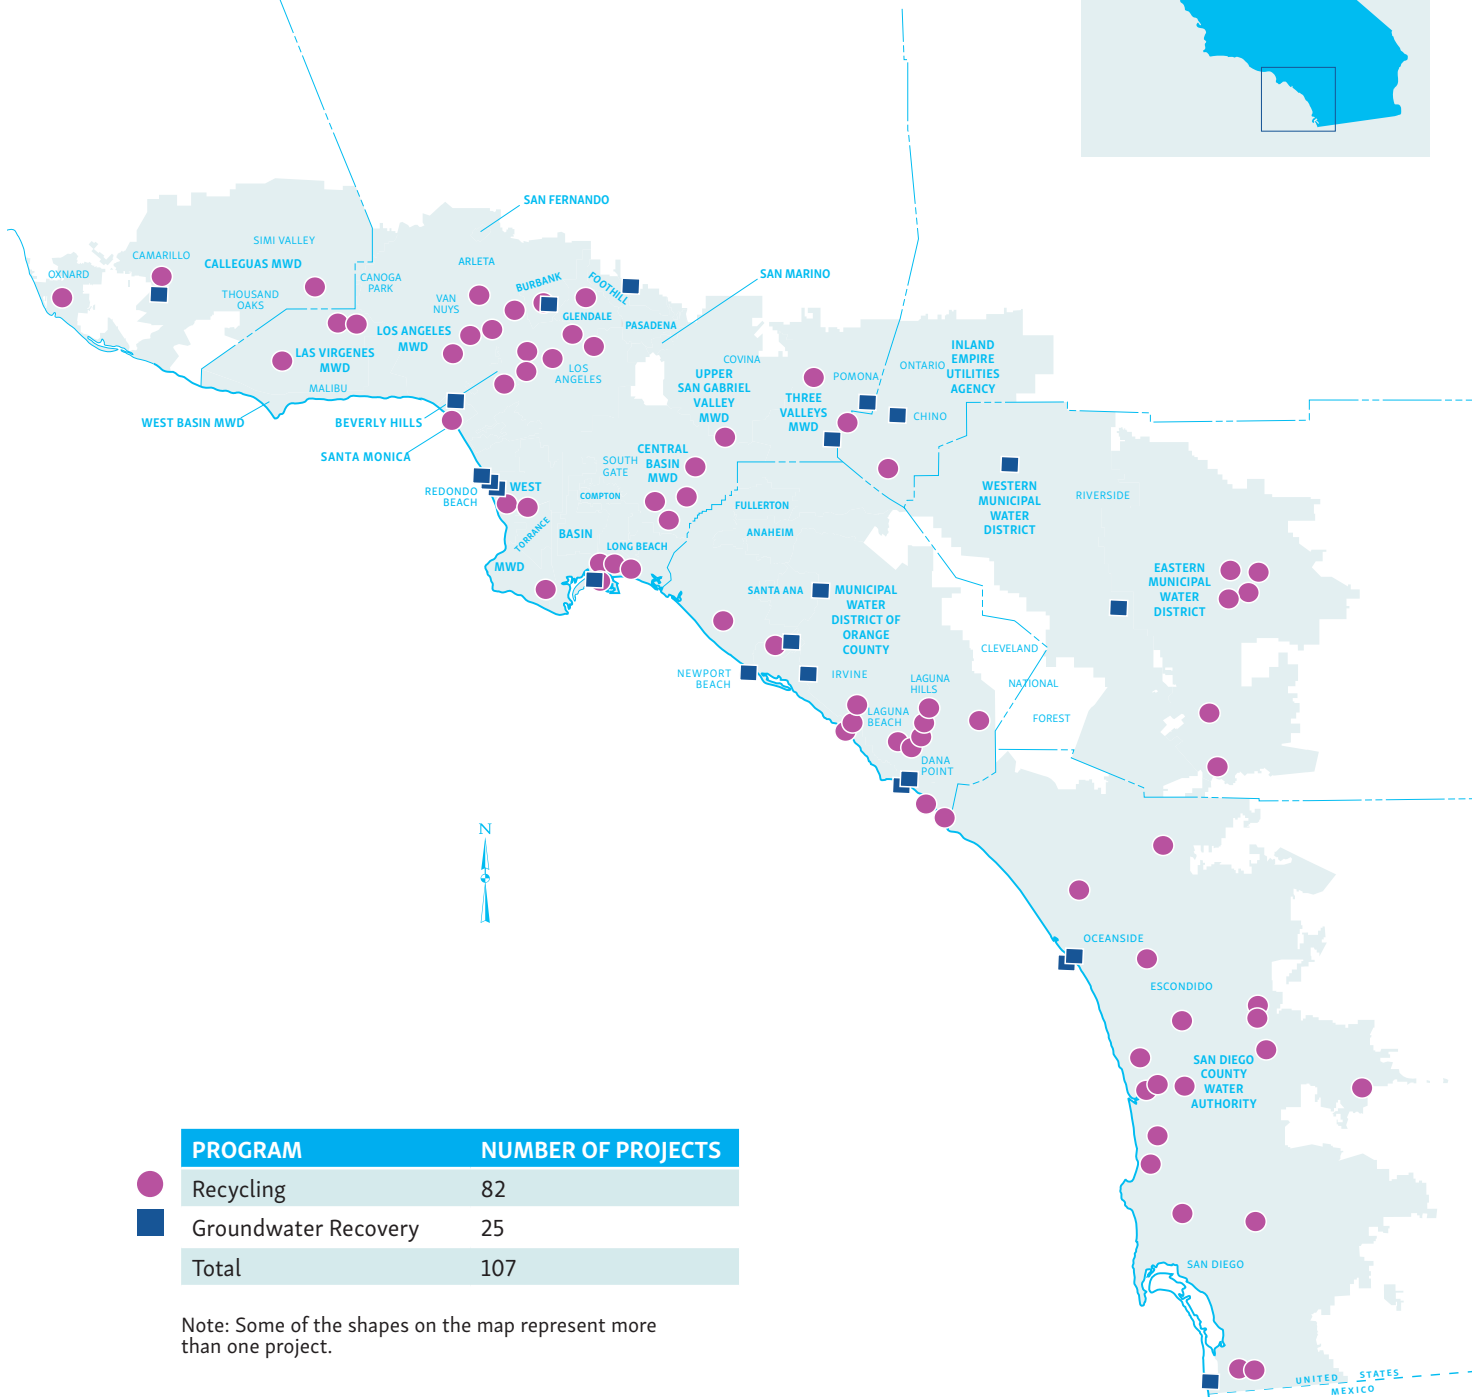 SAN FERNANDO
SIMI VALLEY
CAMARILLO
CALLEGUAS MWD
OXNARD
ARLETA
SAN MARINO
CANOGA
PARK
BURBANK
FOOTHILL
THOUSAND
OAKS
VAN
NUYS
GLENDALE
PASADENA
LOS ANGELES
MWD
LAS VIRGENES
MWD
MALIBU
LOS
ANGELES
COVINA
UPPER
SAN GABRIEL
VALLEY
MWD
POMONA
ONTARIO
INLAND
EMPIRE
UTILITIES
AGENCY
THREE
VALLEYS
MWD
CHINO
WEST BASIN MWD
BEVERLY HILLS
SANTA MONICA
SOUTH
GATE
CENTRAL
BASIN
MWD
REDONDO
BEACH
WEST
COMPTON
TORRANCE
BASIN
LONG BEACH
MWD
FULLERTON
ANAHEIM
WESTERN
MUNICIPAL
WATER
DISTRICT
RIVERSIDE
EASTERN
MUNICIPAL
WATER
DISTRICT
SANTA ANA
MUNICIPAL
WATER
DISTRICT OF
ORANGE
COUNTY
CLEVELAND
NATIONAL
FOREST
NEWPORT
BEACH
IRVINE
LAGUNA
HILLS
LAGUNA
BEACH
DANA
POINT
N
OCEANSIDE
ESCONDIDO
SAN DIEGO
COUNTY
WATER
AUTHORITY
SAN DIEGO
UNITED STATES
MEXICO
PROGRAM NUMBER OF PROJECTS
Recycling 82
Groundwater Recovery 25
Total 107
Note: Some of the shapes on the map represent more
than one project.